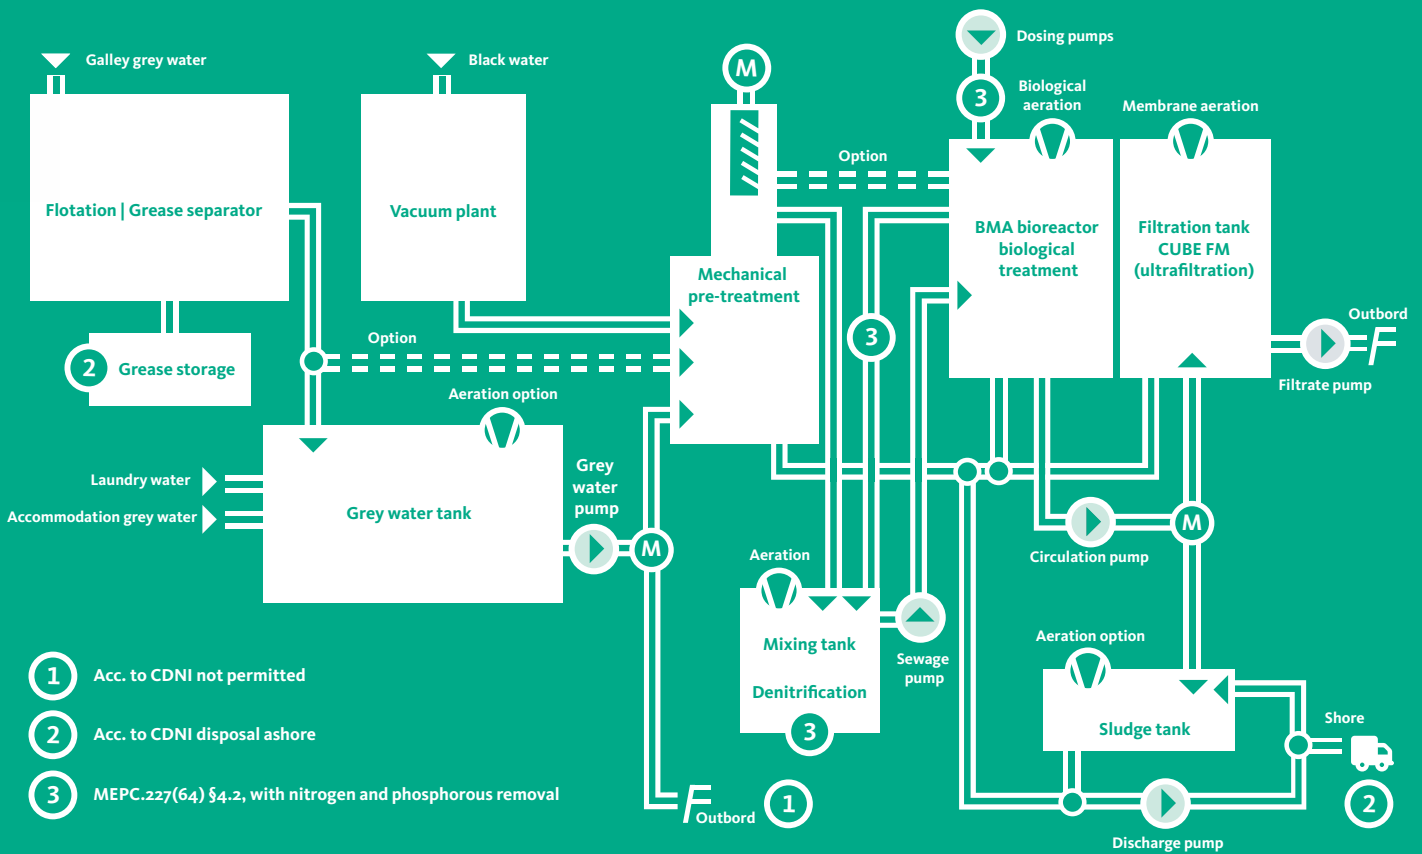 Galley grey water
Black water
M
Dosing pumps
3
Biological
aeration
Membrane aeration
Option
Flotation | Grease separator
Vacuum plant
BMA bioreactor
biological
treatment
Filtration tank
CUBE FM
(ultrafiltration)
Mechanical
pre-treatment
Outbord
Filtrate pump
Option
3
2
Grease storage
Aeration option
Laundry water
Accommodation grey water
Grey water tank
Grey
water
pump
M
M
Circulation pump
Aeration
Mixing tank
Denitrification
3
Sewage
pump
Aeration option
Sludge tank
Shore
2
Discharge pump
Outbord
1
1
Acc. to CDNI not permitted
2
Acc. to CDNI disposal ashore
3
MEPC.227(64) §4.2, with nitrogen and phosphorous removal